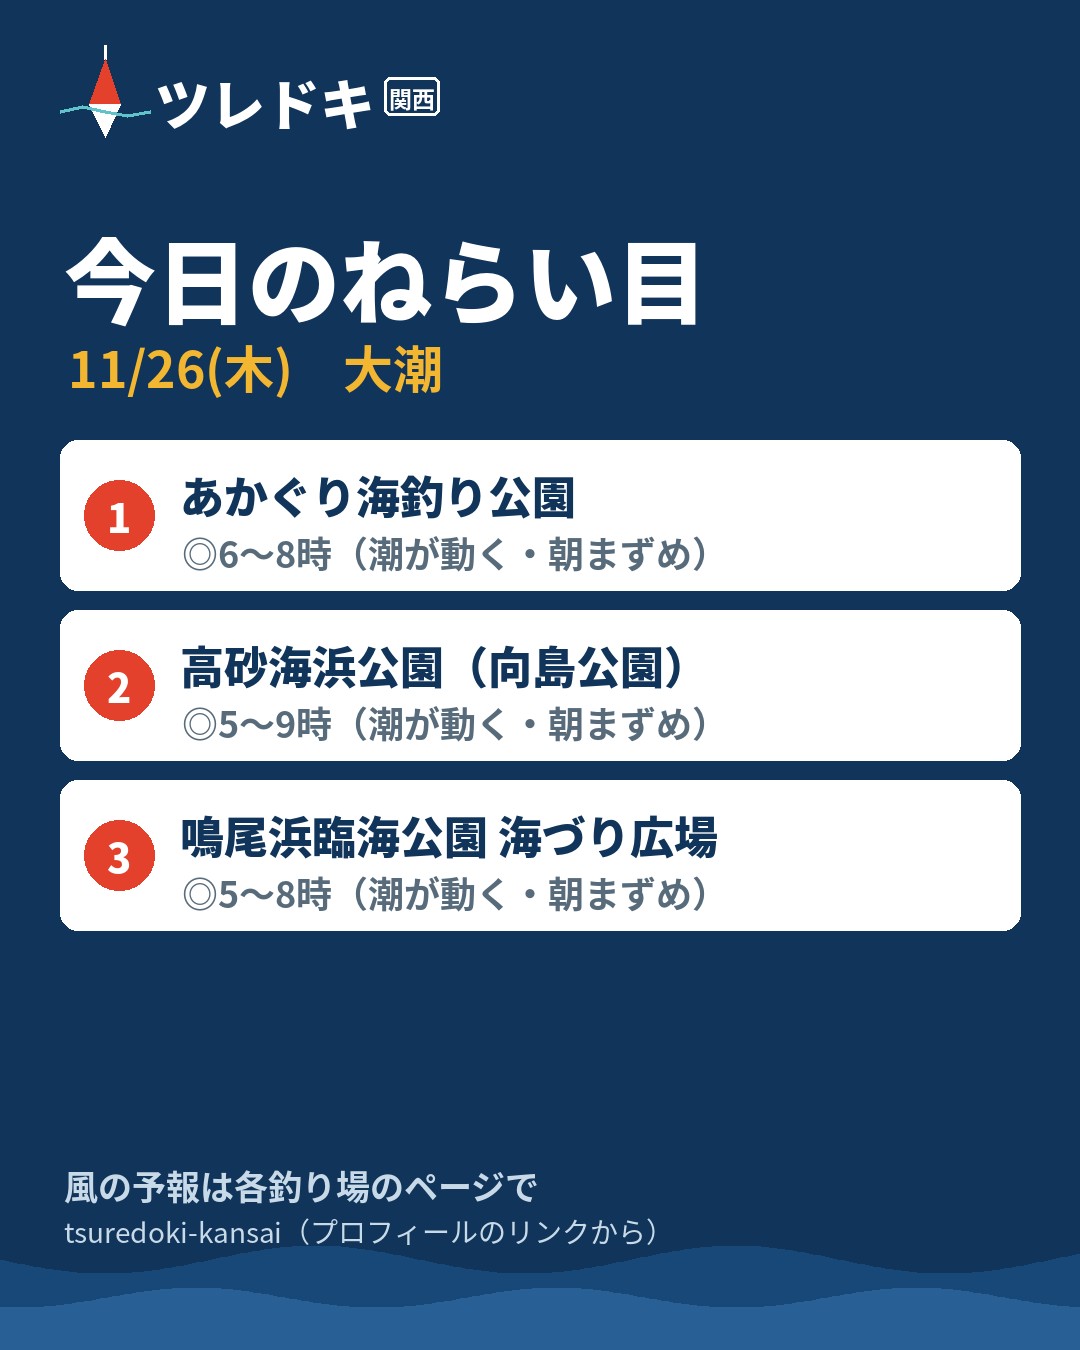 ツレドキ 関西
今日のねらい目
11/26(木) 大潮
1 あかぐり海釣り公園
◎6〜8時（潮が動く・朝まずめ）
2 高砂海浜公園（向島公園）
◎5〜9時（潮が動く・朝まずめ）
3 鳴尾浜臨海公園 海づり広場
◎5〜8時（潮が動く・朝まずめ）
風の予報は各釣り場のページで
tsuredoki-kansai（プロフィールのリンクから）